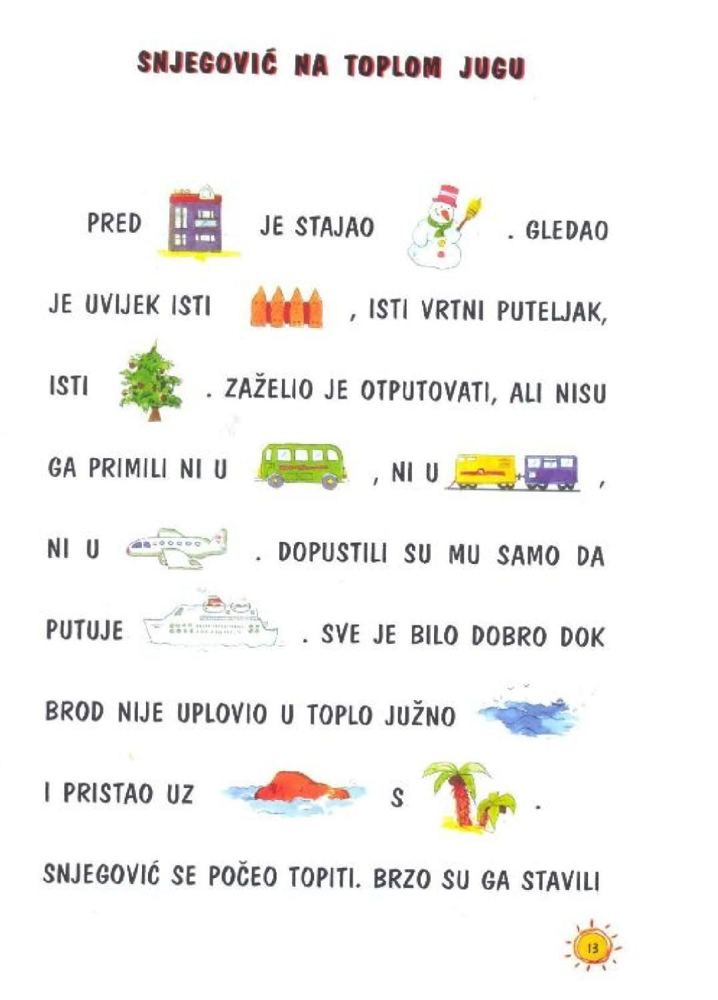 SNJEGOVIĆ NA TOPLOM JUGU
PRED JE STAJAO . GLEDAO
JE UVIJEK ISTI , ISTI VRTNI PUTELJAK,
ISTI . ZAŽELIO JE OTPUTOVATI, ALI NISU
GA PRIMILI NI U , NI U ,
NI U . DOPUSTILI SU MU SAMO DA
PUTUJE . SVE JE BILO DOBRO DOK
BROD NIJE UPLOVIO U TOPLO JUŽNO
I PRISTAO UZ S .
SNJEGOVIĆ SE POČEO TOPITI. BRZO SU GA STAVILI
13